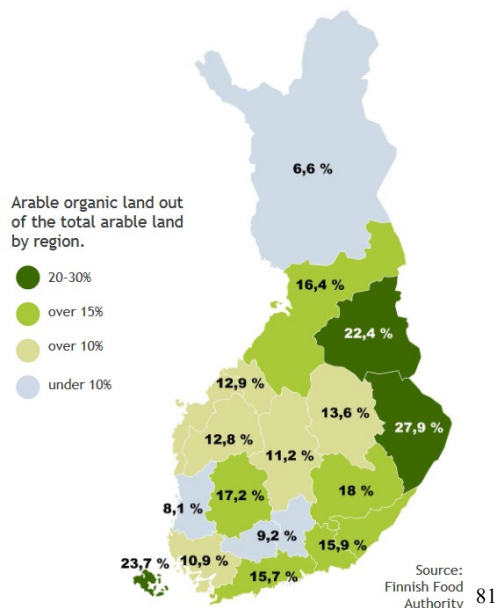 6,6 %
Arable organic land out
of the total arable land
by region.
20-30%
over 15%
over 10%
under 10%
16,4 %
22,4 %
12,9 %
13,6 %
27,9 %
12,8 %
11,2 %
17,2 %
18 %
8,1 %
9,2 %
15,9 %
23,7 %
10,9 %
15,7 %
Source:
Finnish Food
Authority
81